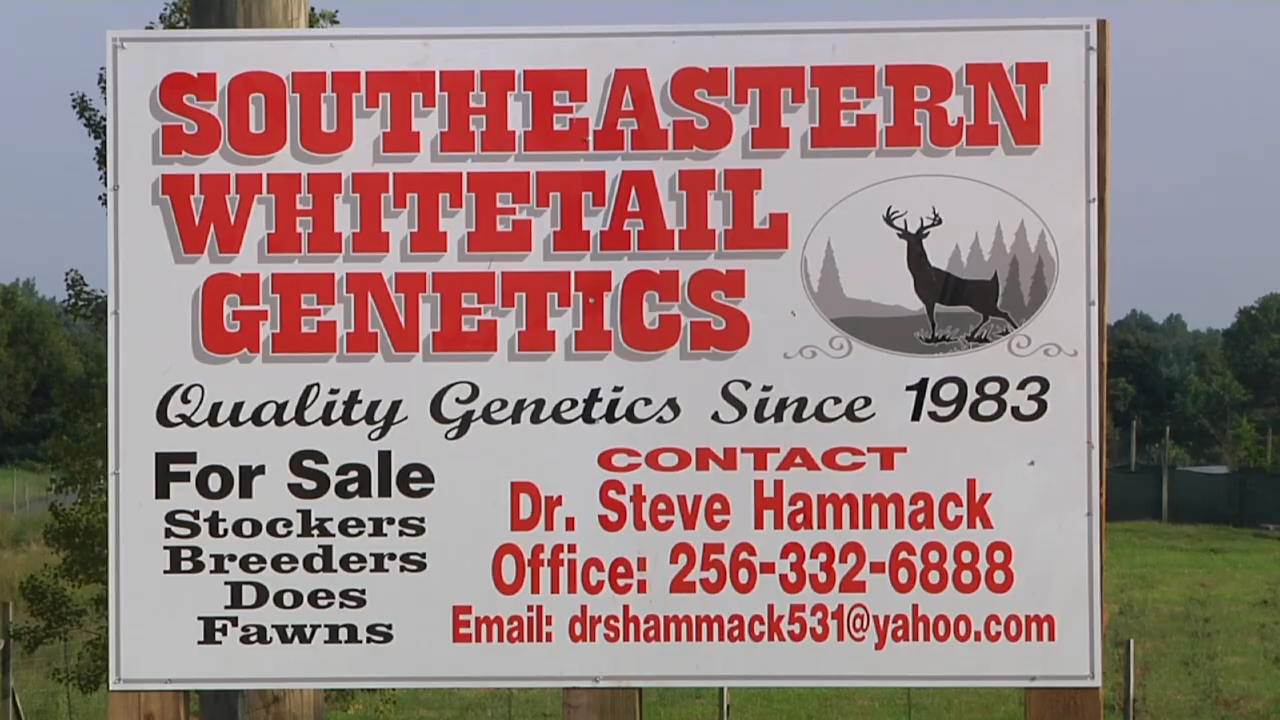 SOUTHEASTERN
WHITETAIL
GENETICS
Quality Genetics Since 1983
For Sale
Stockers
Breeders
Does
Fawns
CONTACT
Dr. Steve Hammack
Office: 256-332-6888
Email: drshammack531@yahoo.com